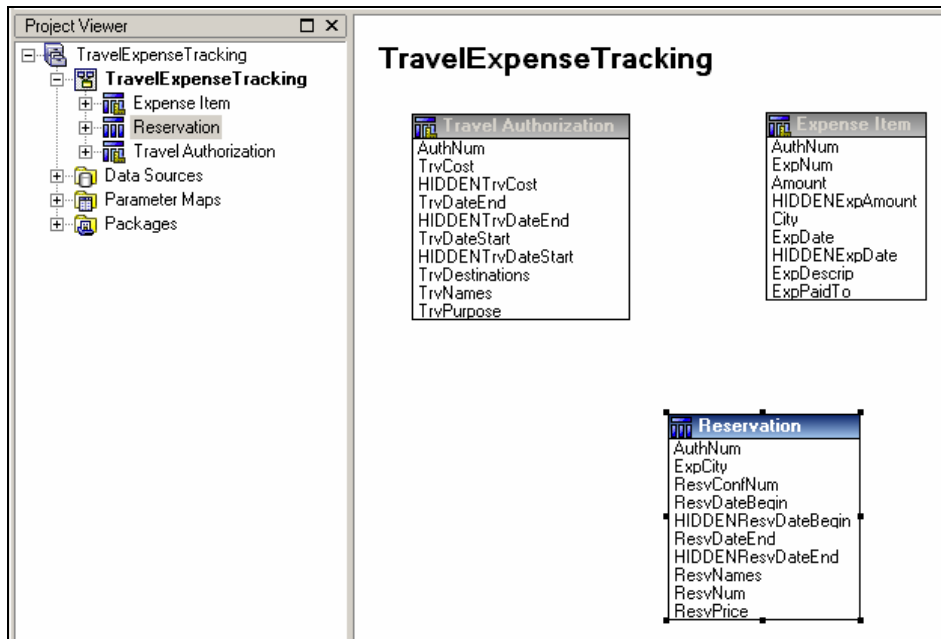 Project Viewer
TravelExpenseTracking
TravelExpenseTracking
Expense Item
Reservation
Travel Authorization
Data Sources
Parameter Maps
Packages
TravelExpenseTracking
Travel Authorization
AuthNum
TrvCost
HIDDENTrvCost
TrvDateEnd
HIDDENTrvDateEnd
TrvDateStart
HIDDENTrvDateStart
TrvDestinations
TrvNames
TrvPurpose
Expense Item
AuthNum
ExpNum
Amount
HIDDENExpAmount
City
ExpDate
HIDDENExpDate
ExpDescrip
ExpPaidTo
Reservation
AuthNum
ExpCity
ResvConfNum
ResvDateBegin
HIDDENResvDateBegin
ResvDateEnd
HIDDENResvDateEnd
ResvNames
ResvNum
ResvPrice